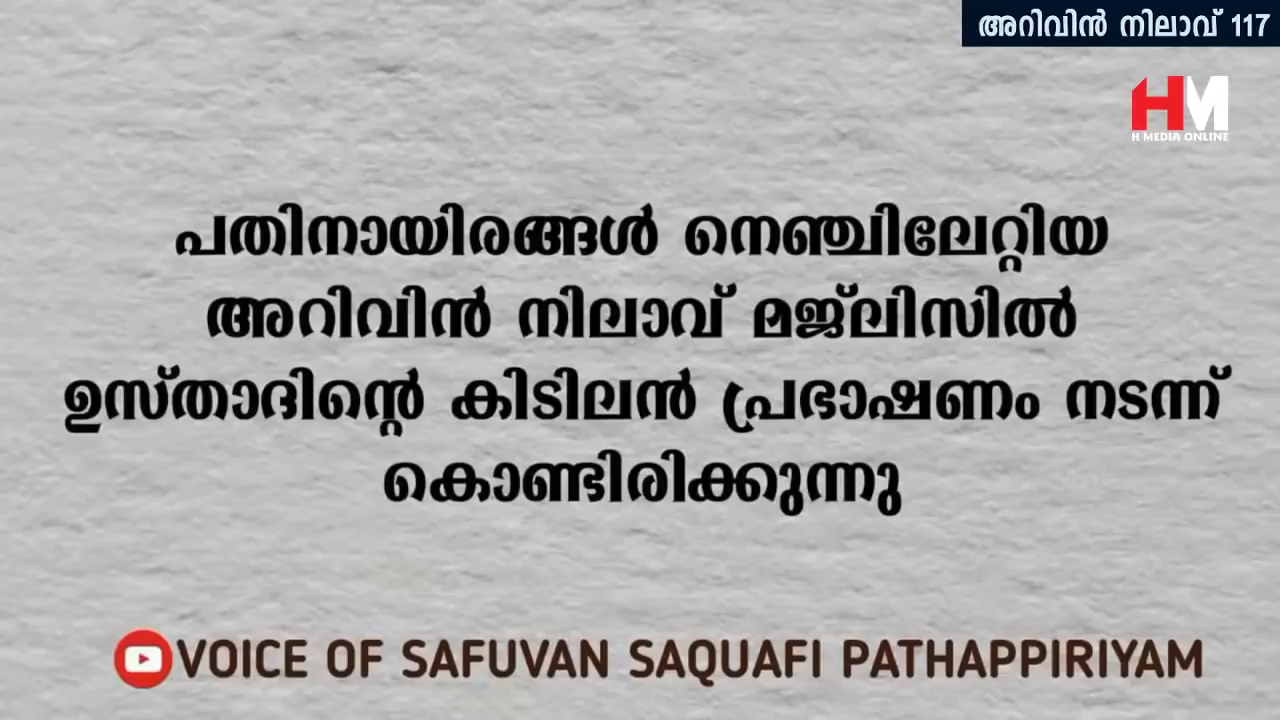 അറിവിൻ നിലാവ് 117
HM
H MEDIA ONLINE
പതിനായിരങ്ങൾ നെഞ്ചിലേറ്റിയ
അറിവിൻ നിലാവ് മജ്‌ലിസിൽ
ഉസ്താദിന്റെ കിടിലൻ പ്രഭാഷണം നടന്ന്
കൊണ്ടിരിക്കുന്നു
VOICE OF SAFUVAN SAQUAFI PATHAPPIRIYAM